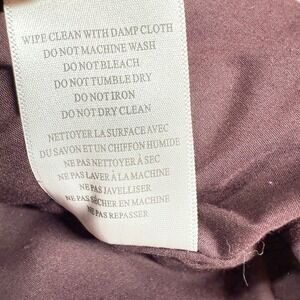 WIPE CLEAN WITH DAMP CLOTH
DO NOT MACHINE WASH
DO NOT BLEACH
DO NOT TUMBLE DRY
DO NOT IRON
DO NOT DRY CLEAN
NETTOYER LA SURFACE AVEC
DU SAVON ET UN CHIFFON HUMIDE
NE PAS NETTOYER À SEC
NE PAS LAVER À LA MACHINE
NE PAS JAVELLISER
NE PAS SÉCHER EN MACHINE
NE PAS REPASSER